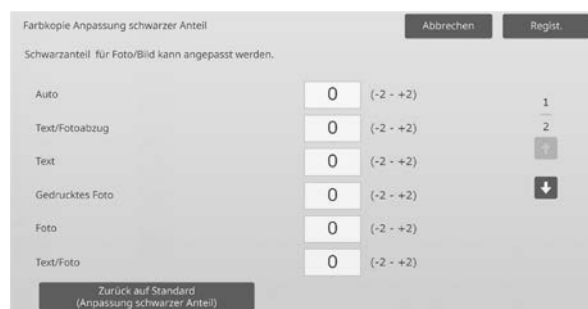 Farbkopie Anpassung schwarzer Anteil Abbrechen Regist.
Schwarzanteil für Foto/Bild kann angepasst werden.
Auto 0 (-2 - +2)
1
Text/Fotoabzug 0 (-2 - +2)
2
Text 0 (-2 - +2)
Gedrucktes Foto 0 (-2 - +2)
Foto 0 (-2 - +2)
Text/Foto 0 (-2 - +2)
Zurück auf Standard
(Anpassung schwarzer Anteil)